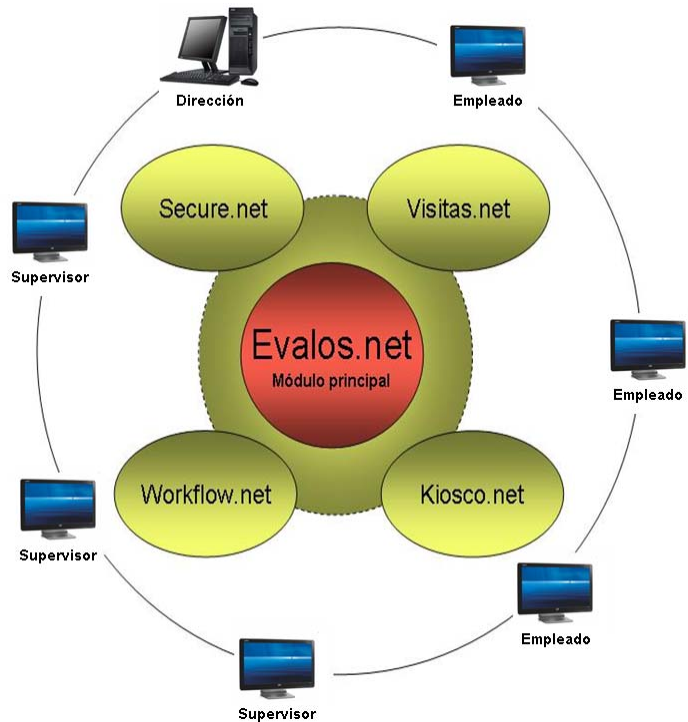 Dirección
Empleado
Secure.net
Visitas.net
Supervisor
Evalos.net
Módulo principal
Empleado
Workflow.net
Kiosco.net
Supervisor
Empleado
Supervisor